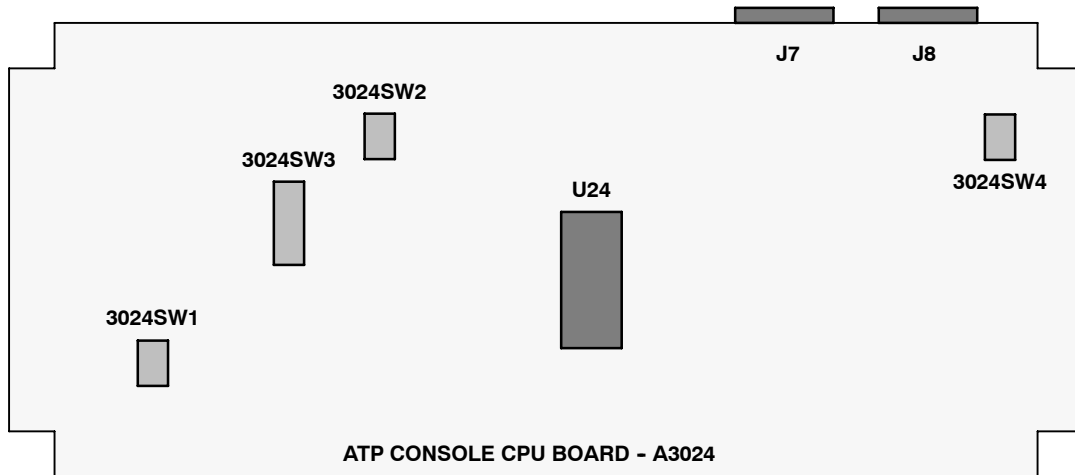 J7
J8
3024SW2
3024SW3
3024SW4
U24
3024SW1
ATP CONSOLE CPU BOARD - A3024